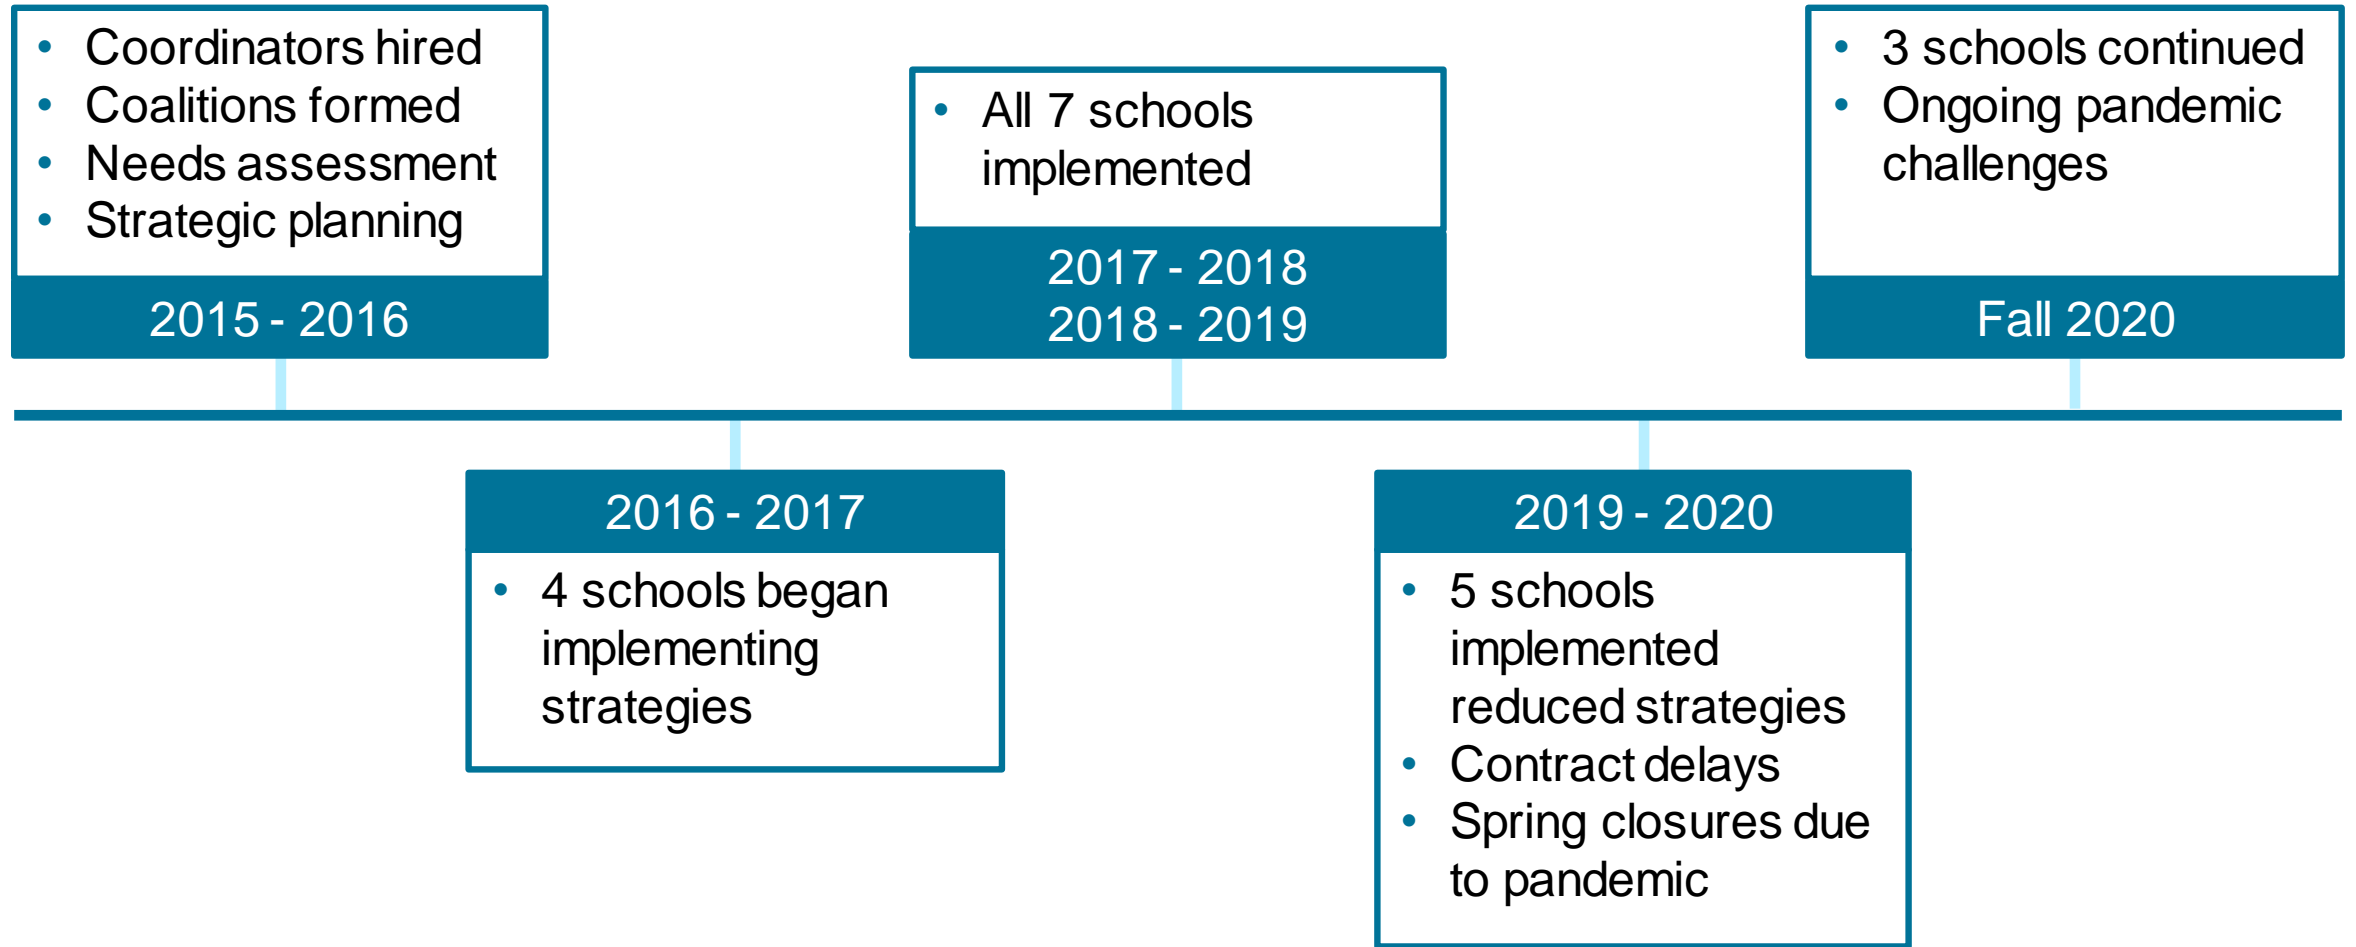 • Coordinators hired
• Coalitions formed
• Needs assessment
• Strategic planning
2015 - 2016
2016 - 2017
• 4 schools began
implementing
strategies
• All 7 schools
implemented
2017 - 2018
2018 - 2019
2019 - 2020
• 5 schools
implemented
reduced strategies
• Contract delays
• Spring closures due
to pandemic
• 3 schools continued
• Ongoing pandemic
challenges
Fall 2020